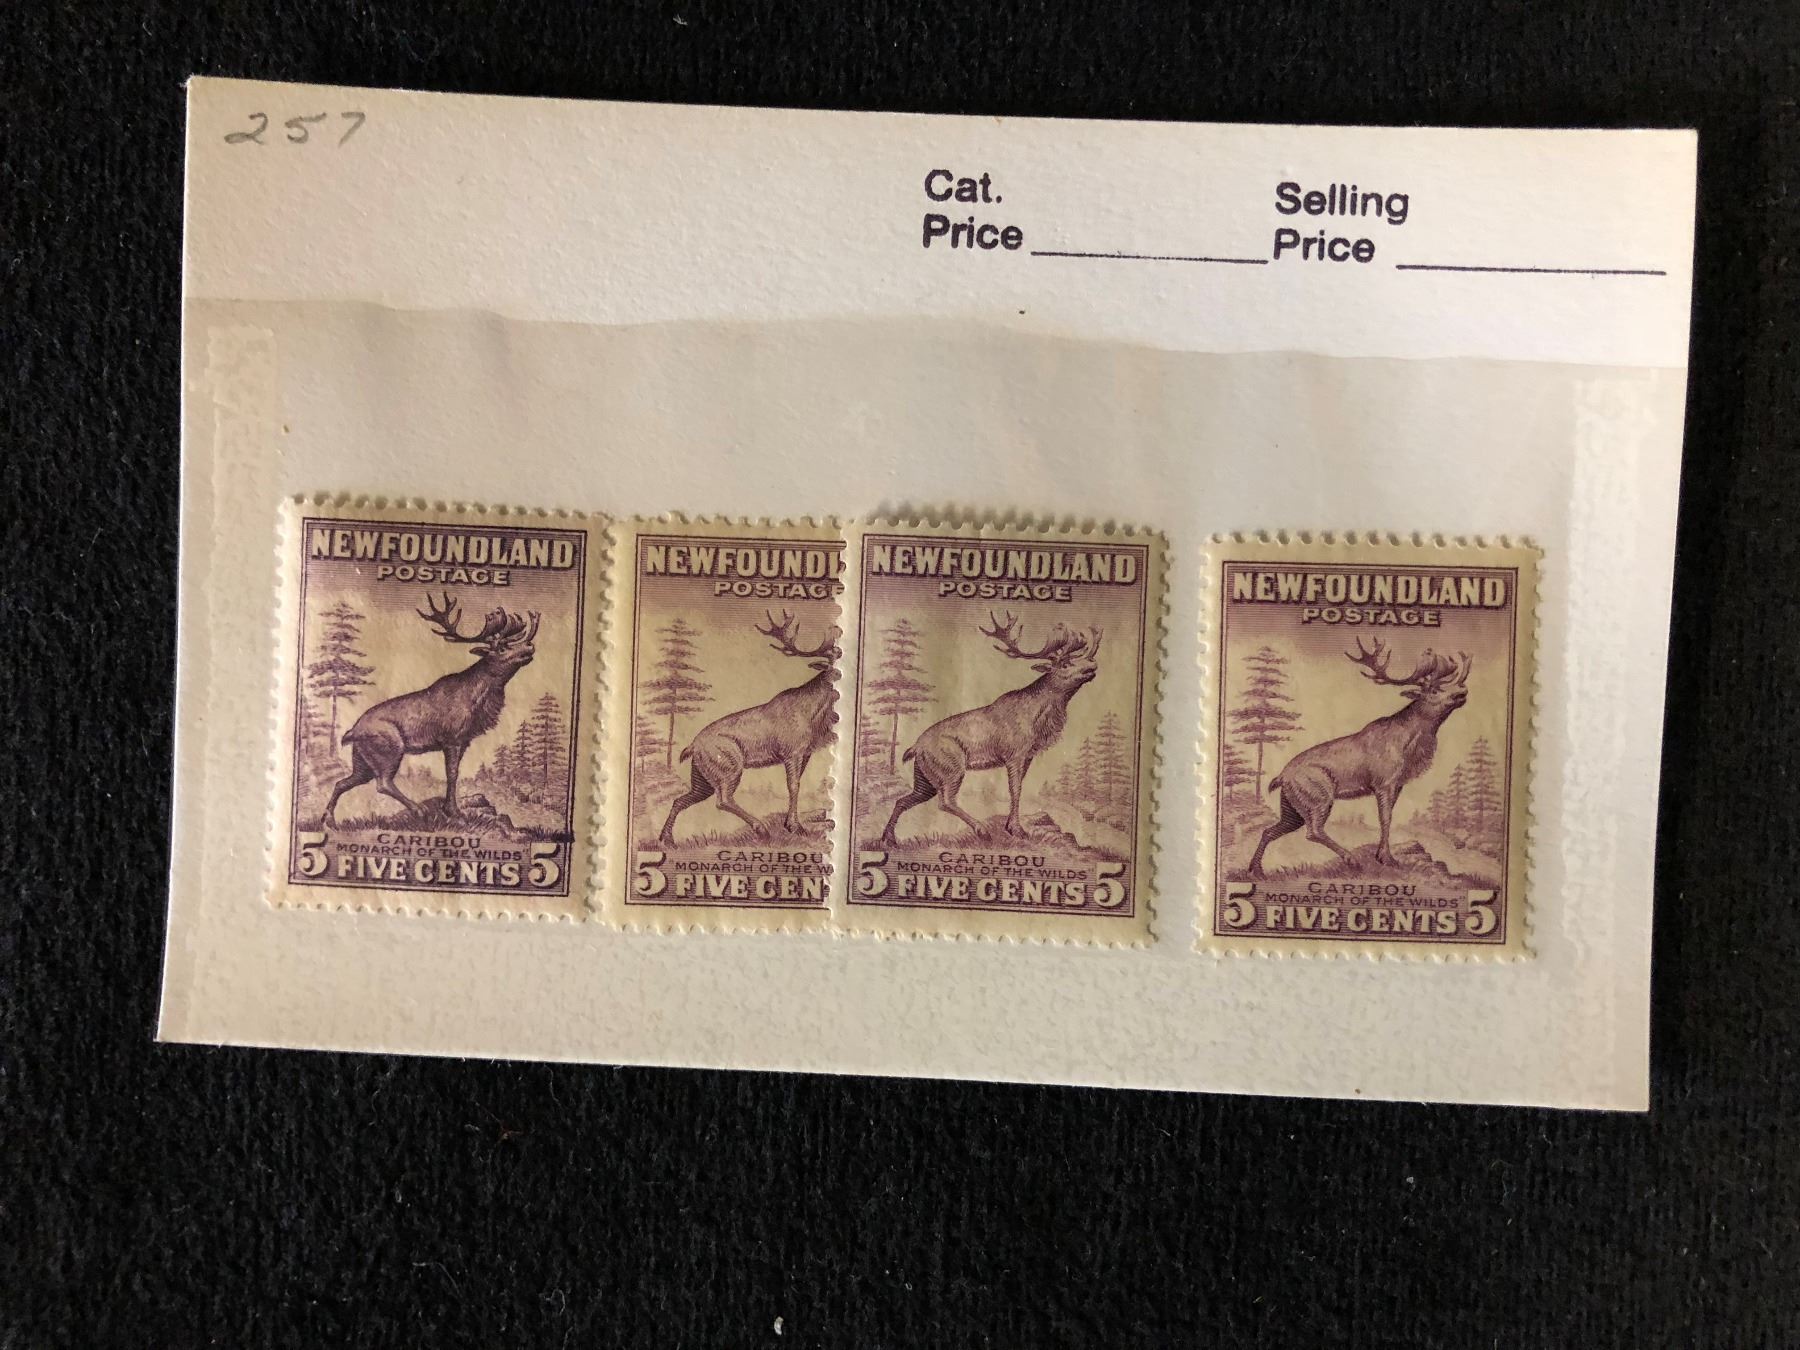 257
Cat.
Price
Selling
Price
NEWFOUNDLAND
POSTAGE
CARIBOU
MONARCH OF THE WILDS
5 FIVE CENTS 5
NEWFOUNDL
POSTAGE
CARIBOU
MONARCH OF THE W
5 FIVE CEN
NEWFOUNDLAND
POSTAGE
CARIBOU
MONARCH OF THE WILDS
5 FIVE CENTS 5
NEWFOUNDLAND
POSTAGE
CARIBOU
MONARCH OF THE WILDS
5 FIVE CENTS 5